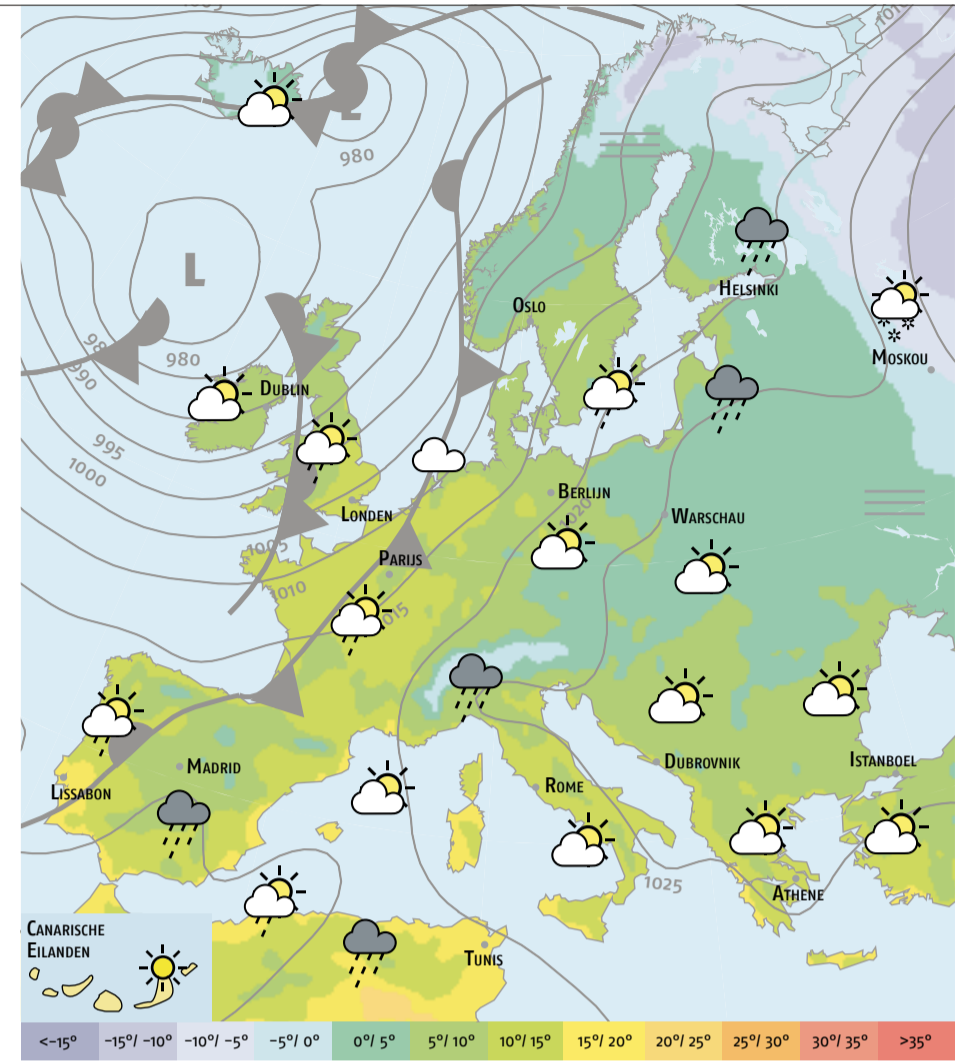 1005
1010
L
980
L
980
990
995
1000
1005
1010
1015
1020
1025
Helsinki
Oslo
Moskou
Dublin
Londen
Berlijn
Warschau
Parijs
Madrid
Lissabon
Rome
Dubrovnik
Istanboel
Athene
Tunis
Canarische
Eilanden
<-15° -15°/ -10° -10°/ -5° -5°/ 0° 0°/ 5° 5°/ 10° 10°/ 15° 15°/ 20° 20°/ 25° 25°/ 30° 30°/ 35° >35°